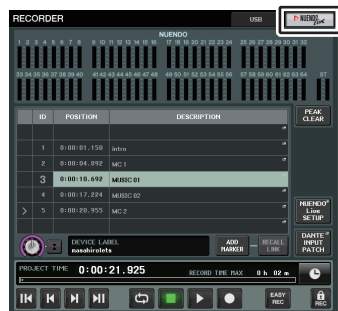 RECORDER
USB
NUENDO Live
NUENDO
1 2 3 4 5 6 7 8 9 10 11 12 13 14 15 16 17 18 19 20 21 22 23 24 25 26 27 28 29 30 31 32
33 34 35 36 37 38 39 40 41 42 43 44 45 46 47 48 49 50 51 52 53 54 55 56 57 58 59 60 61 62 63 64 ST
PEAK CLEAR
ID POSITION DESCRIPTION
1 0:00:01.150 intro
2 0:00:04.892 MC 1
3 0:00:10.692 MUSIC 01
4 0:00:17.224 MUSIC 02
> 5 0:00:20.955 MC 2
NUENDO Live SETUP
DEVICE LABEL
nasahirolets
ADD MARKER
RECALL LINK
DANTE INPUT PATCH
PROJECT TIME 0:00:21.925 RECORD TIME MAX 0 h 02 m
EASY REC
REC